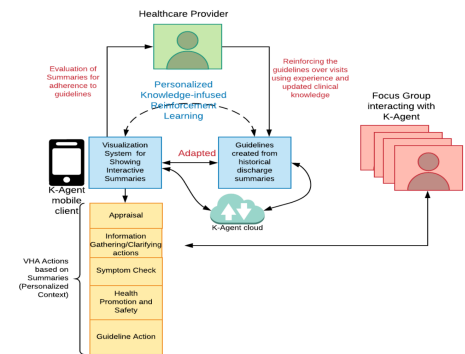 Healthcare Provider
Evaluation of
Summaries for
adherence to
guidelines
Reinforcing the
guidelines over visits
using experience and
updated clinical
knowledge
Personalized
Knowledge-infused
Reinforcement
Learning
Focus Group
interacting with
K-Agent
Visualization
System for
Showing
Interactive
Summaries
Adapted
Guidelines
created from
historical
discharge
summaries
K-Agent
mobile
client
K-Agent cloud
Appraisal
Information
Gathering/Clarifying
actions
VHA Actions
based on
Summaries
(Personalized
Context)
Symptom Check
Health
Promotion and
Safety
Guideline Action